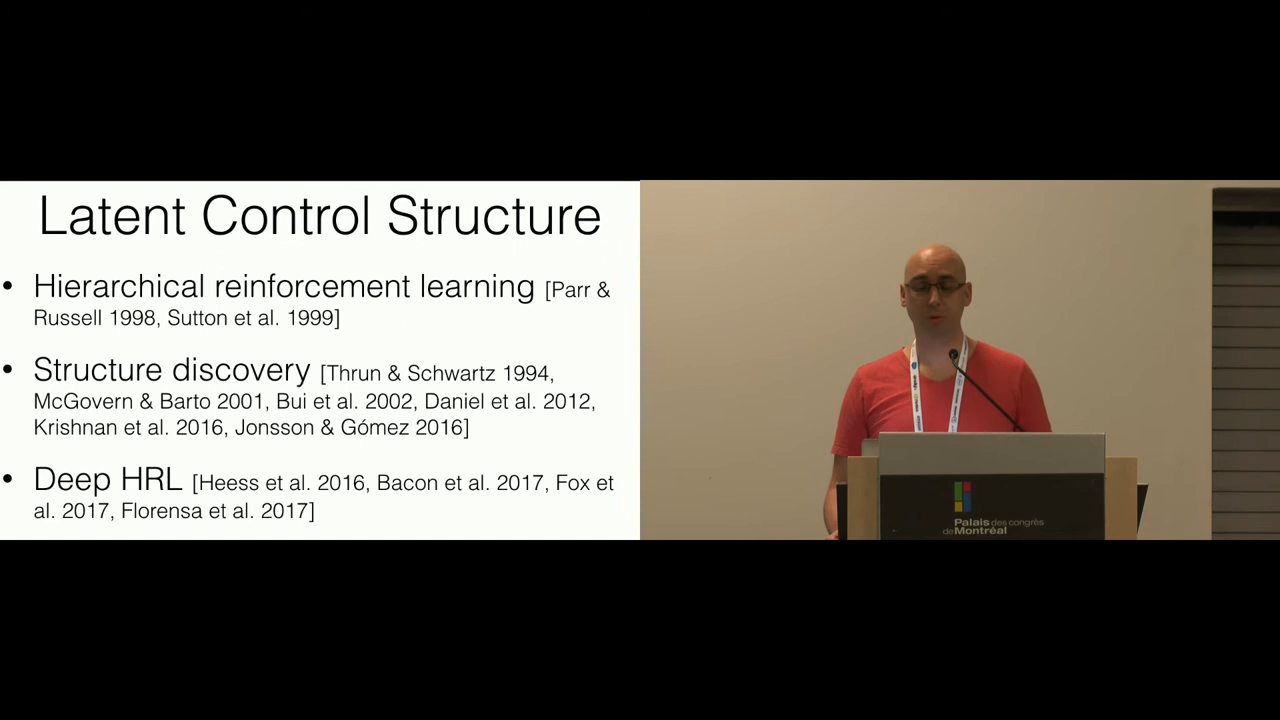 Latent Control Structure
• Hierarchical reinforcement learning [Parr &
Russell 1998, Sutton et al. 1999]
• Structure discovery [Thrun & Schwartz 1994,
McGovern & Barto 2001, Bui et al. 2002, Daniel et al. 2012,
Krishnan et al. 2016, Jonsson & Gómez 2016]
• Deep HRL [Heess et al. 2016, Bacon et al. 2017, Fox et
al. 2017, Florensa et al. 2017]
Palais des congrès
de Montréal